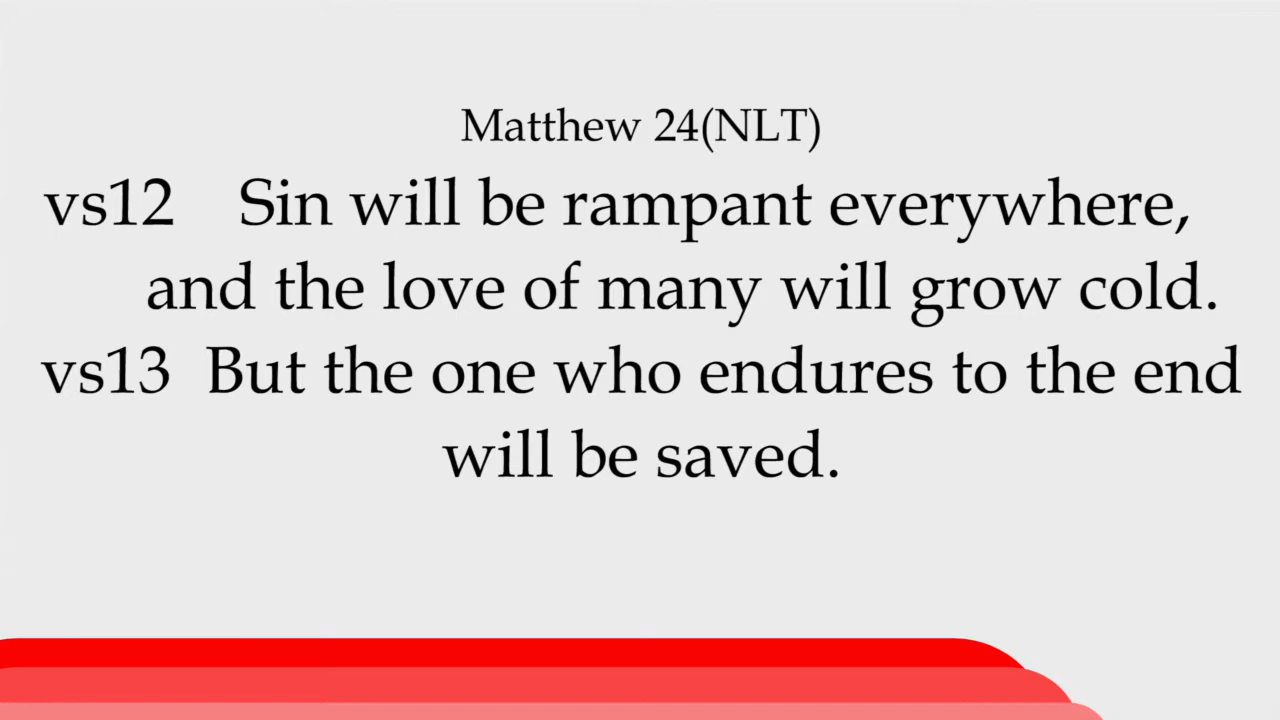 Matthew 24(NLT)
vs12 Sin will be rampant everywhere,
and the love of many will grow cold.
vs13 But the one who endures to the end
will be saved.